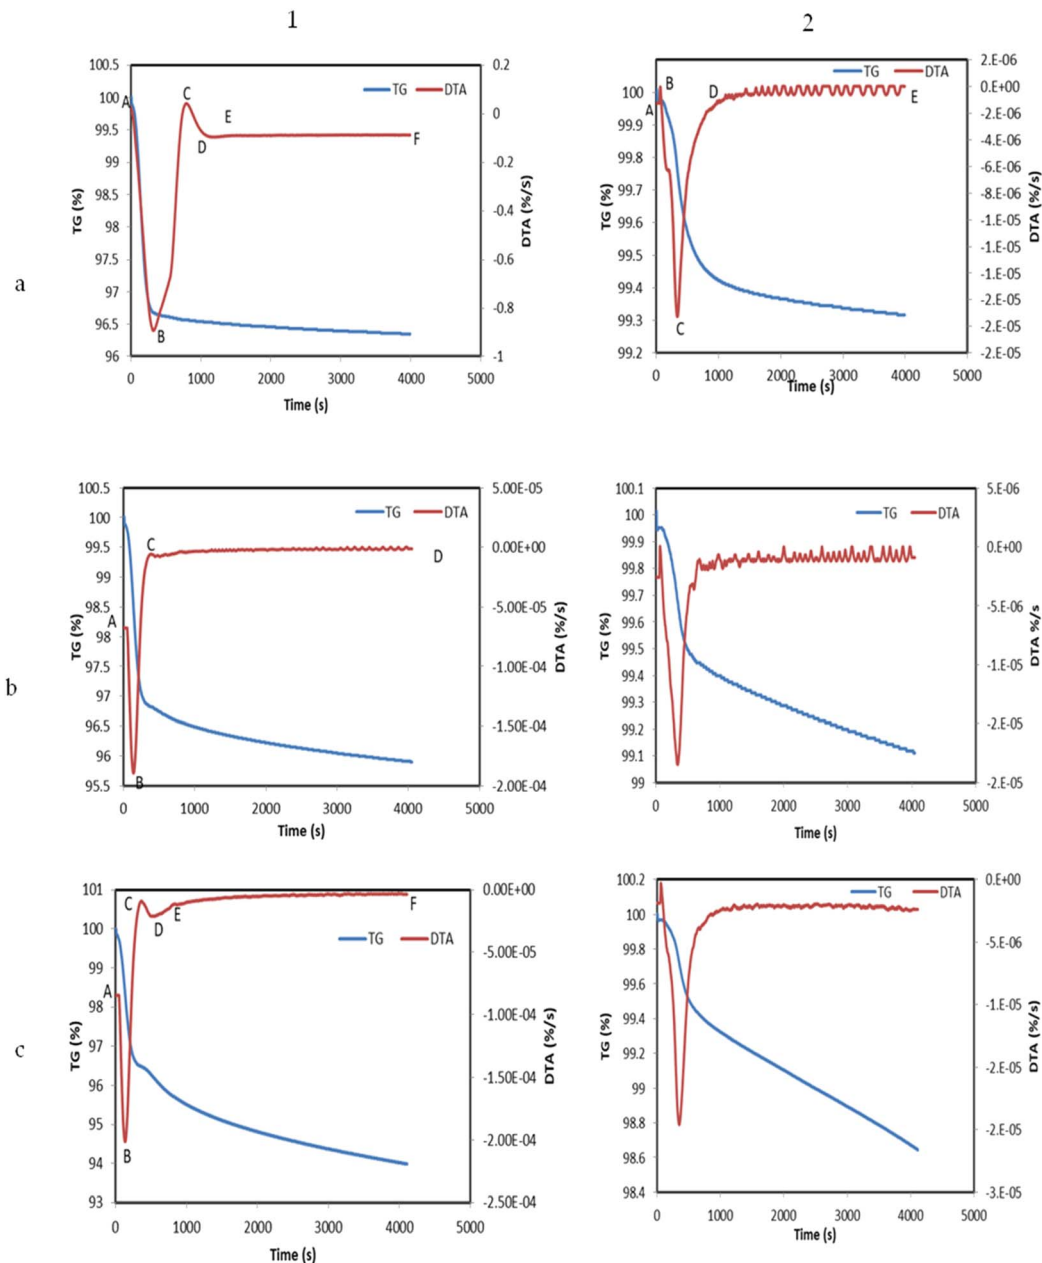 1
2
a
100.5
100
99.5
99
98.5
98
97.5
97
96.5
96
TG (%)
0.2
0
-0.2
-0.4
-0.6
-0.8
-1
DTA (%/s)
TG DTA
A
B
C
D
E
F
0 1000 2000 3000 4000 5000
Time (s)
100
99.9
99.8
99.7
99.6
99.5
99.4
99.3
99.2
TG (%)
2.E-06
0.E+00
-2.E-06
-4.E-06
-6.E-06
-8.E-06
-1.E-05
-1.E-05
-1.E-05
-2.E-05
-2.E-05
-2.E-05
DTA (%/s)
TG DTA
A
B
C
D
E
0 1000 2000 3000 4000 5000
Time (s)
b
100.5
100
99.5
99
98.5
98
97.5
97
96.5
96
95.5
TG (%)
5.00E-05
0.00E+00
-5.00E-05
-1.00E-04
-1.50E-04
-2.00E-04
DTA (%/s)
TG DTA
A
B
C
D
0 1000 2000 3000 4000 5000
Time (s)
100.1
100
99.9
99.8
99.7
99.6
99.5
99.4
99.3
99.2
99.1
99
TG (%)
5.E-06
0.E+00
-5.E-06
-1.E-05
-2.E-05
-2.E-05
DTA %/s
TG DTA
0 1000 2000 3000 4000 5000
Time (s)
c
101
100
99
98
97
96
95
94
93
TG (%)
0.00E+00
-5.00E-05
-1.00E-04
-1.50E-04
-2.00E-04
-2.50E-04
DTA (%/s)
TG DTA
A
B
C
D
E
F
0 1000 2000 3000 4000 5000
Time (s)
100.2
100
99.8
99.6
99.4
99.2
99
98.8
98.6
98.4
TG (%)
0.E+00
-5.E-06
-1.E-05
-2.E-05
-2.E-05
-3.E-05
DTA (%/s)
TG DTA
0 1000 2000 3000 4000 5000
Time (s)